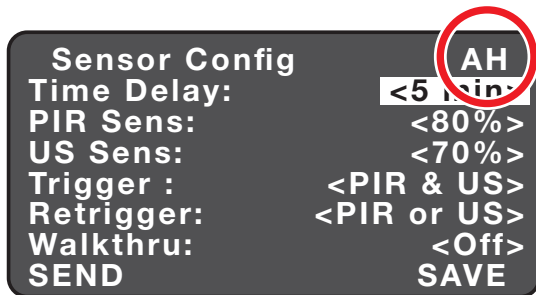 Sensor Config AH
Time Delay: <5 min>
PIR Sens: <80%>
US Sens: <70%>
Trigger : <PIR & US>
Retrigger: <PIR or US>
Walkthru: <Off>
SEND SAVE